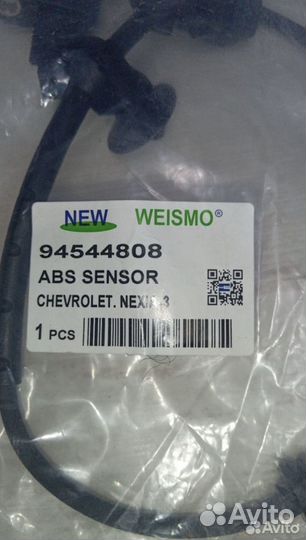 NEW WEISMO®
94544808
ABS SENSOR
CHEVROLET. NEXIA 3
1 PCS
Avito